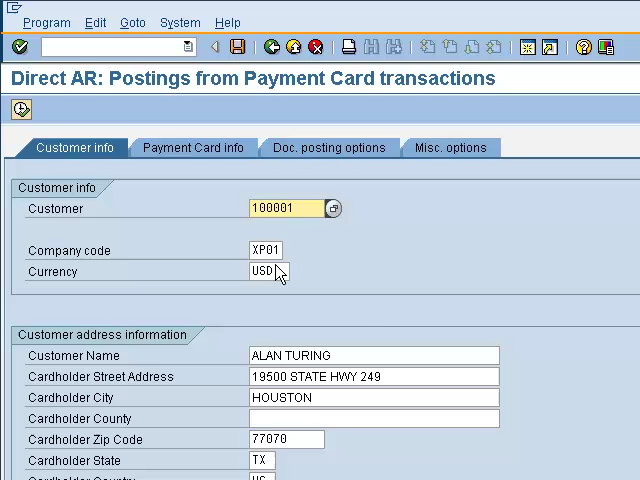 Program Edit Goto System Help
Direct AR: Postings from Payment Card transactions
Customer info Payment Card info Doc. posting options Misc. options
Customer info
Customer 100001
Company code XP01
Currency USD
Customer address information
Customer Name ALAN TURING
Cardholder Street Address 19500 STATE HWY 249
Cardholder City HOUSTON
Cardholder County
Cardholder Zip Code 77070
Cardholder State TX
Cardholder Country US